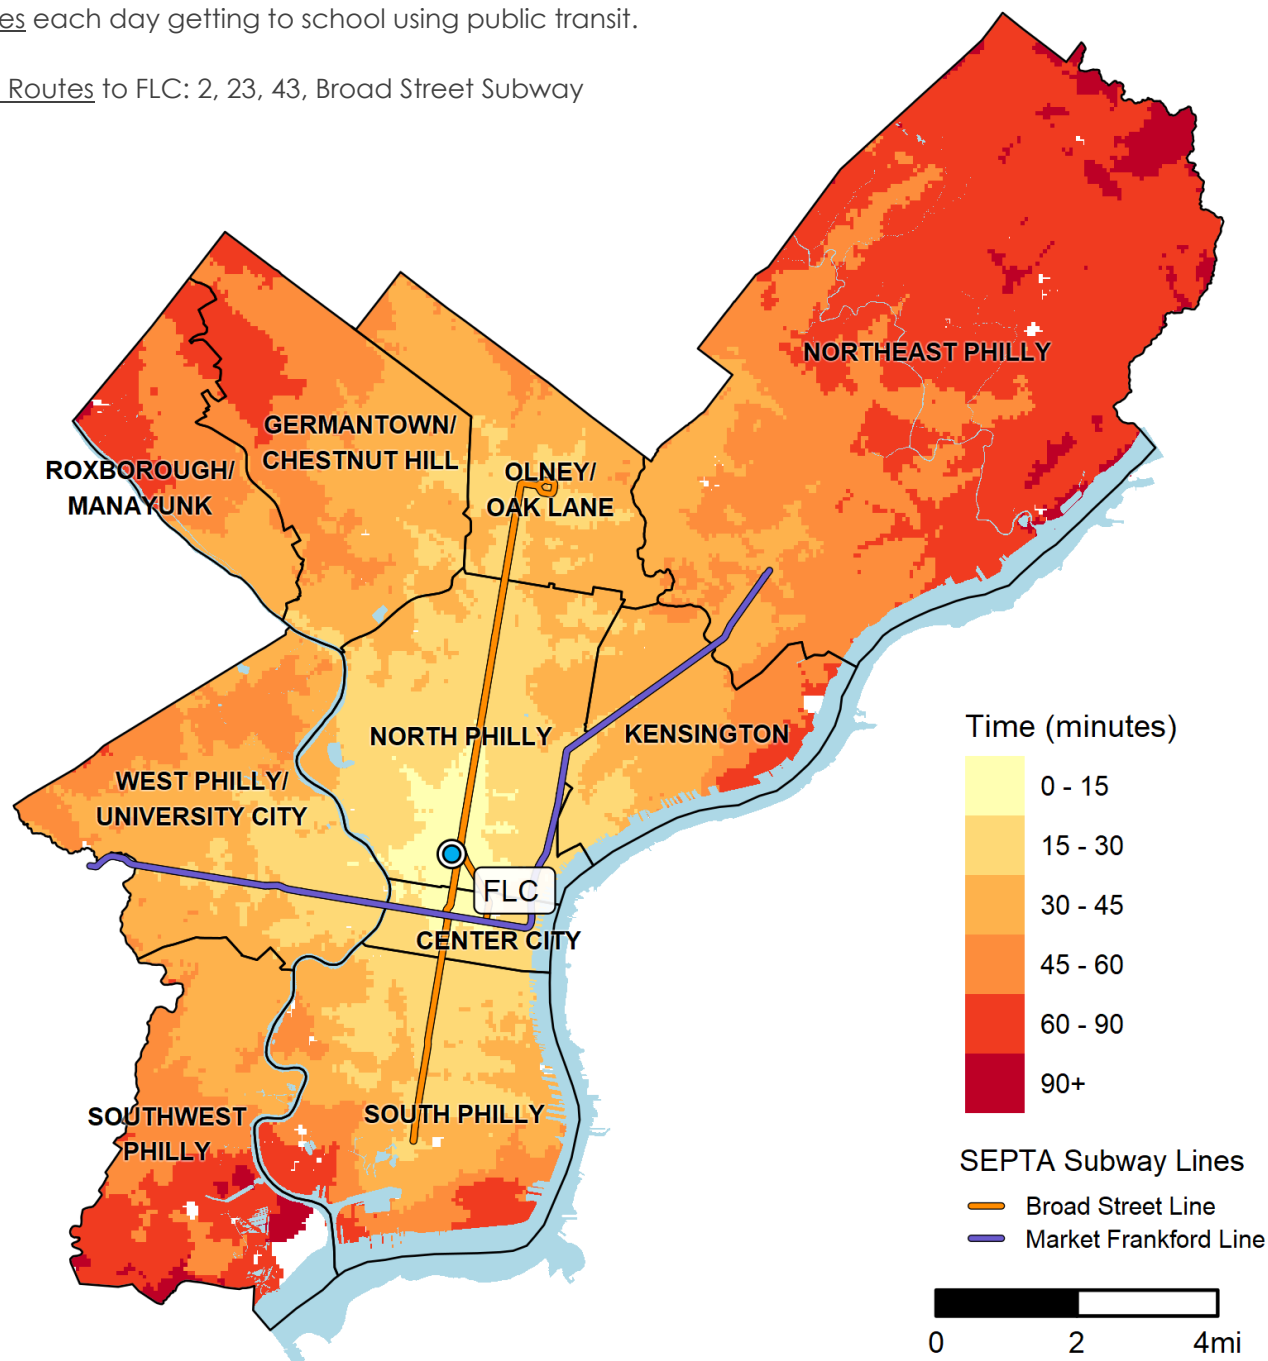 es each day getting to school using public transit.
Routes to FLC: 2, 23, 43, Broad Street Subway
NORTHEAST PHILLY
GERMANTOWN/
CHESTNUT HILL
ROXBOROUGH/
MANAYUNK
OLNEY/
OAK LANE
NORTH PHILLY
KENSINGTON
WEST PHILLY/
UNIVERSITY CITY
FLC
CENTER CITY
SOUTHWEST
PHILLY
SOUTH PHILLY
Time (minutes)
0 - 15
15 - 30
30 - 45
45 - 60
60 - 90
90+
SEPTA Subway Lines
Broad Street Line
Market Frankford Line
0 2 4mi